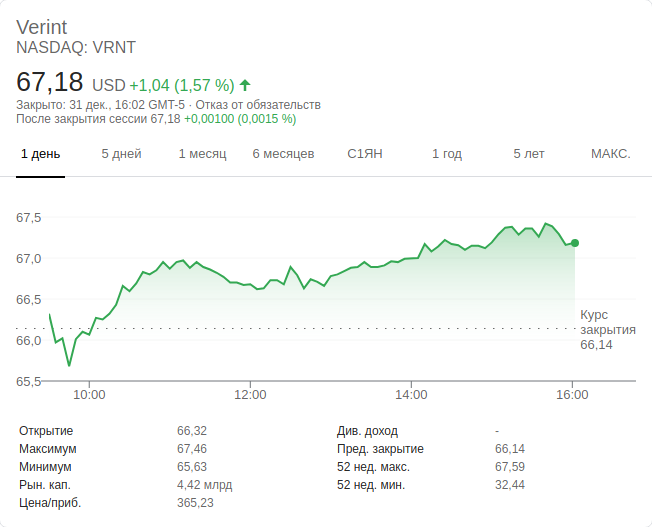 Verint
NASDAQ: VRNT
67,18 USD +1,04 (1,57 %) ↑
Закрыто: 31 дек., 16:02 GMT-5 · Отказ от обязательств
После закрытия сессии 67,18 +0,00100 (0,0015 %)
1 день 5 дней 1 месяц 6 месяцев С1ЯН 1 год 5 лет МАКС.
67,5
67,0
66,5
66,0
65,5
Курс
закрытия
66,14
10:00 12:00 14:00 16:00
Открытие 66,32 Див. доход -
Максимум 67,46 Пред. закрытие 66,14
Минимум 65,63 52 нед. макс. 67,59
Рын. кап. 4,42 млрд 52 нед. мин. 32,44
Цена/приб. 365,23